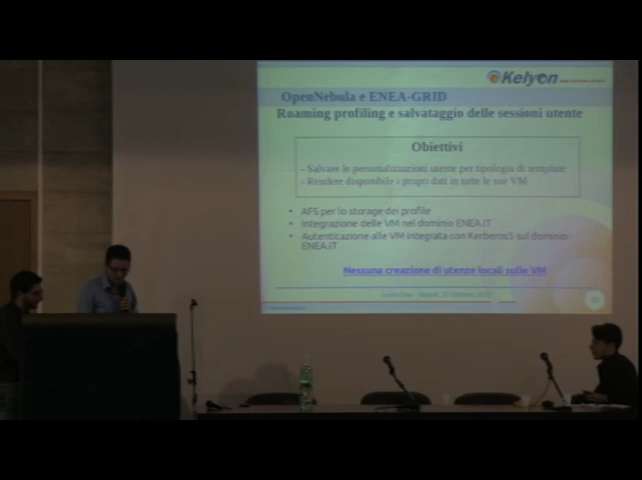 Kelyon
OpenNebula e ENEA-GRID
Roaming profiling e salvataggio delle sessioni utente
Obiettivi
- Salvare le personalizzazioni utente per tipologia di template
- Rendere disponibile i propri dati in tutte le sue VM
• AFS per lo storage dei profile
• Integrazione delle VM nel dominio ENEA.IT
• Autenticazione alle VM integrata con Kerberos5 sul dominio
ENEA.IT
Nessuna creazione di utenze locali sulle VM